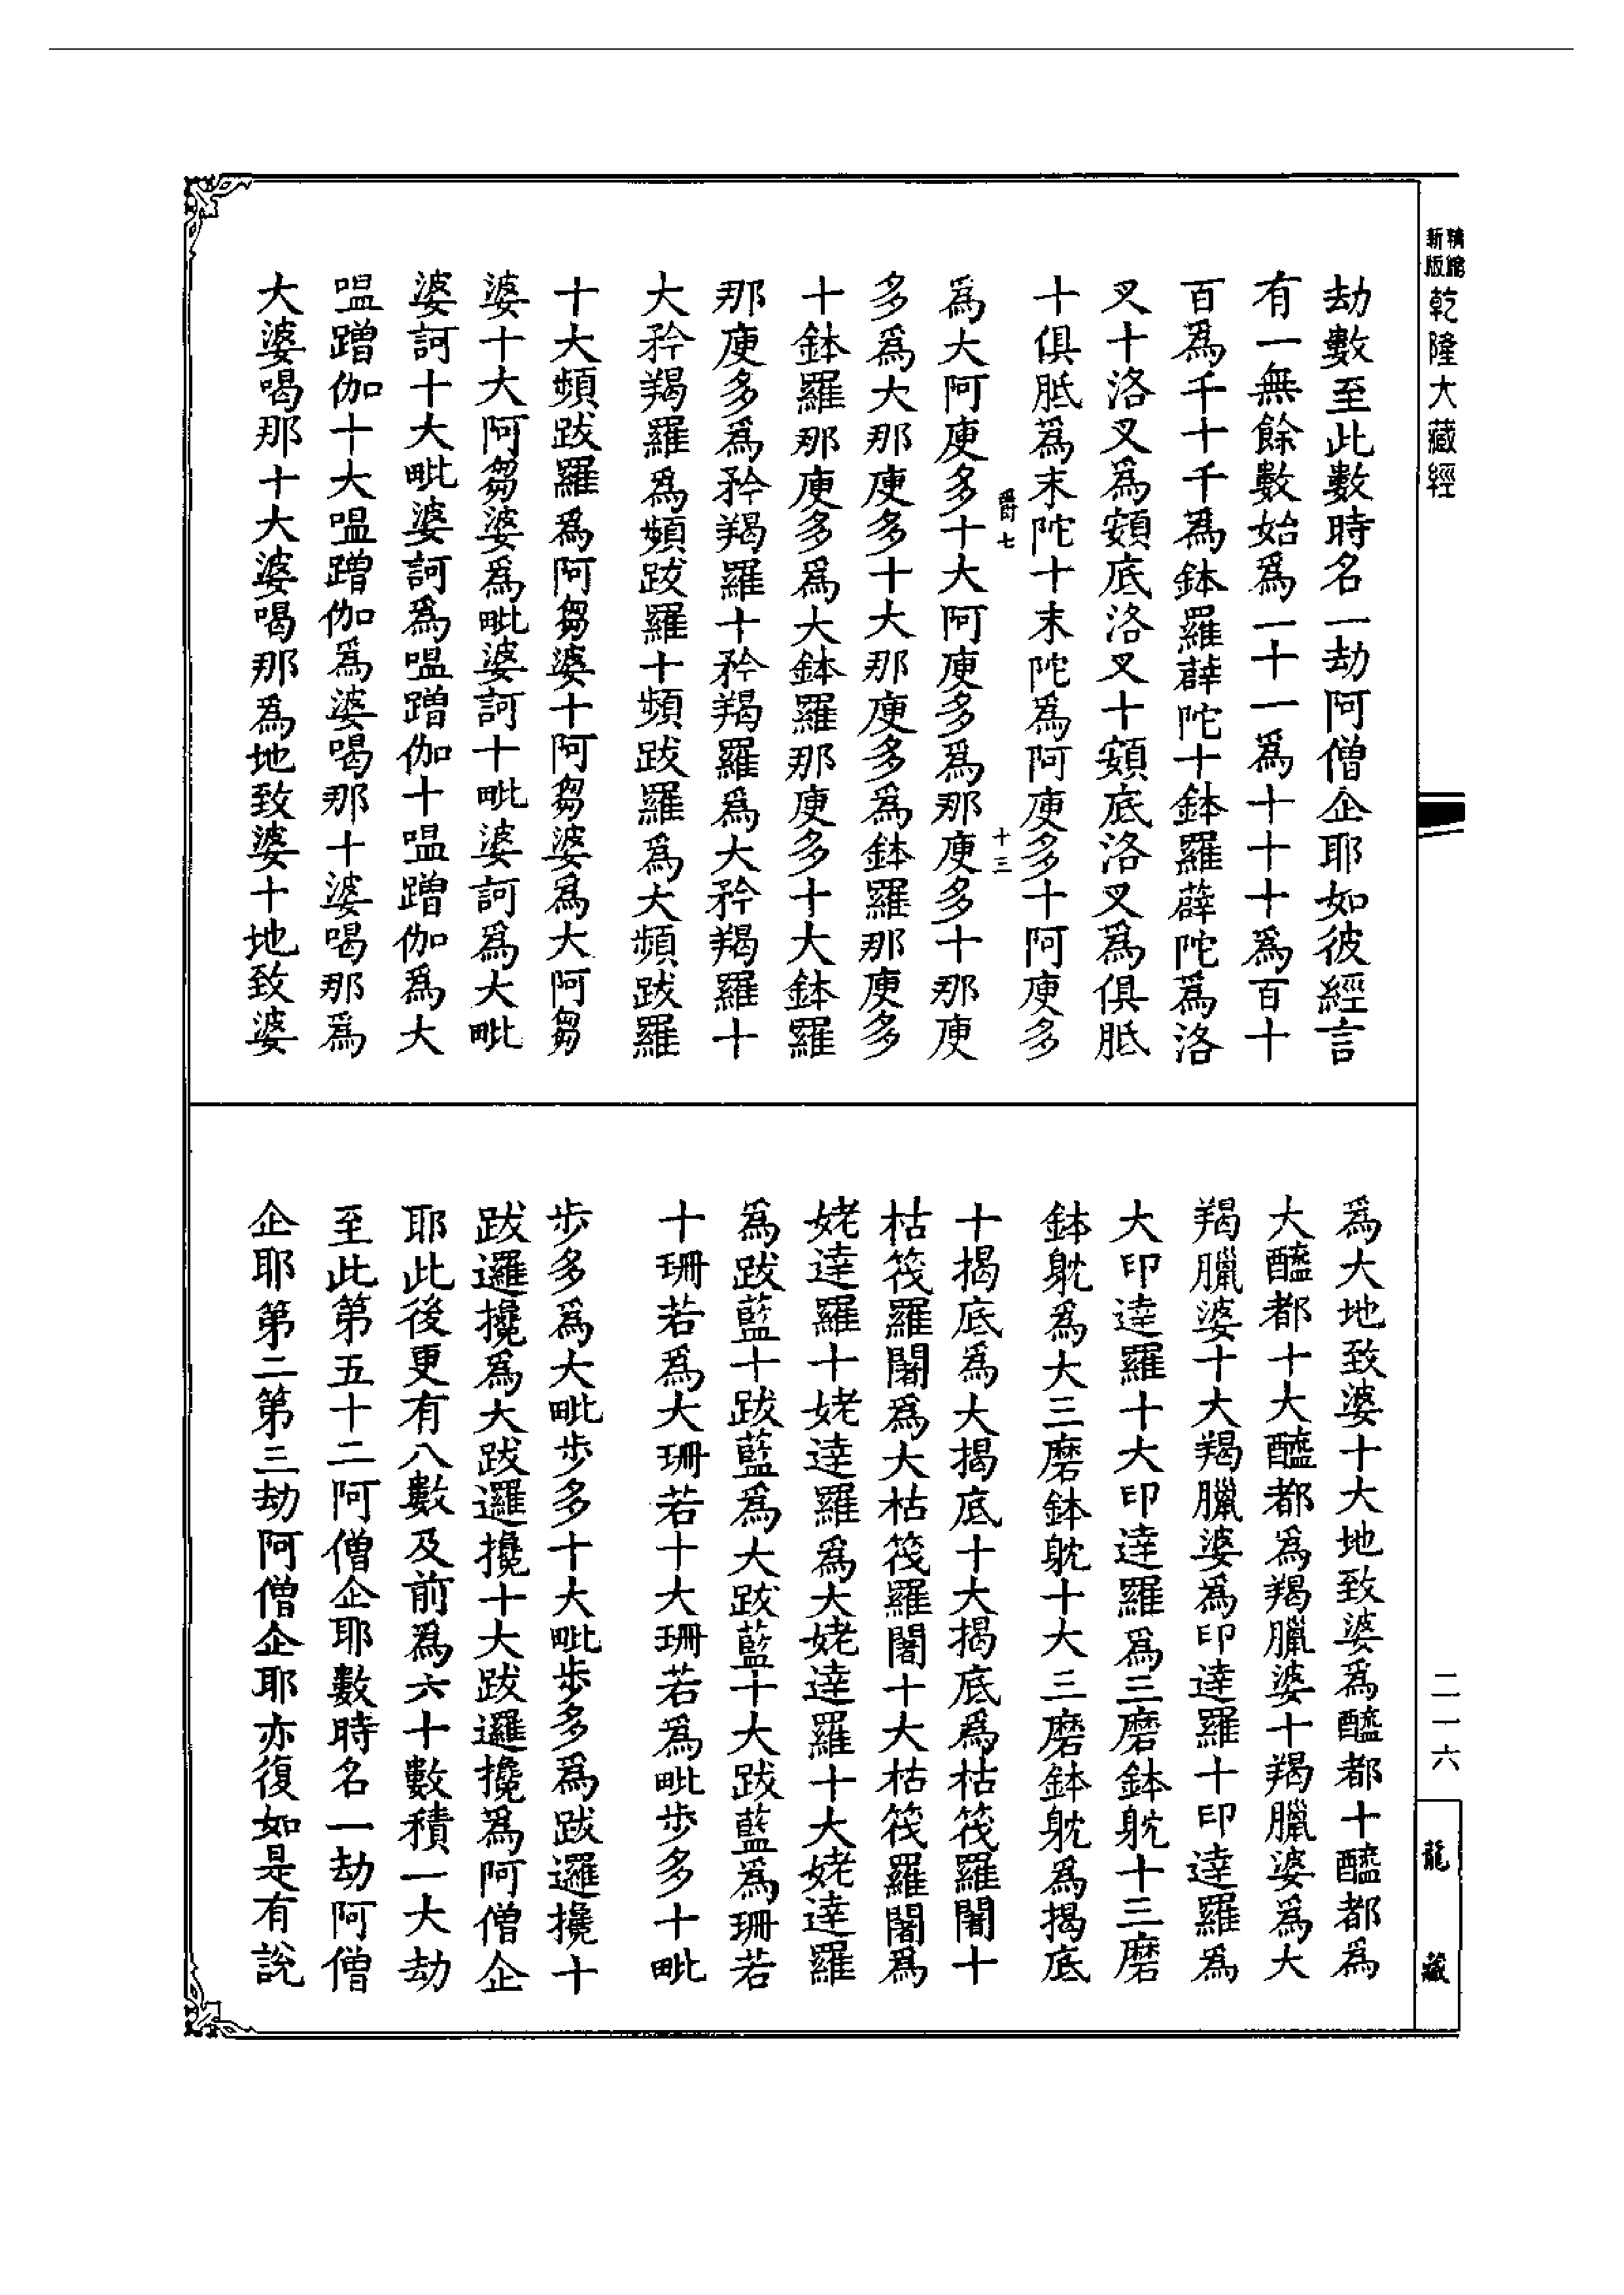 新精
版縮
乾隆大藏經
劫數至此數時名一劫阿僧企耶如彼經言
有一無餘數始爲一十一爲十十十爲百十
百爲千十千爲鉢羅薜陀十鉢羅薜陀爲洛
叉十洛叉爲頞底洛叉十頞底洛叉爲俱胝
十俱胝爲末陀十末陀爲阿庾多十阿庾多
爵七
十三
爲大阿庾多十大阿庾多爲那庾多十那庾
多爲大那庾多十大那庾多爲鉢羅那庾多
十鉢羅那庾多爲大鉢羅那庾多十大鉢羅
那庾多爲矜羯羅十矜羯羅爲大矜羯羅十
大矜羯羅爲頻跋羅十頻跋羅爲大頻跋羅
十大頻跋羅爲阿芻婆十阿芻婆爲大阿芻
婆十大阿芻婆爲毗婆訶十毗婆訶爲大毗
婆訶十大毗婆訶爲嗢蹭伽十嗢蹭伽爲大
嗢蹭伽十大嗢蹭伽爲婆喝那十婆喝那爲
大婆喝那十大婆喝那爲地致婆十地致婆
爲大地致婆十大地致婆爲醯都十醯都爲
大醯都十大醯都爲羯臘婆十羯臘婆爲大
羯臘婆十大羯臘婆爲印達羅十印達羅爲
大印達羅十大印達羅爲三磨鉢躭十三磨
鉢躭爲大三磨鉢躭十大三磨鉢躭爲揭底
十揭底爲大揭底十大揭底爲枯筏羅闍十
枯筏羅闍爲大枯筏羅闍十大枯筏羅闍爲
姥達羅十姥達羅爲大姥達羅十大姥達羅
爲跋藍十跋藍爲大跋藍十大跋藍爲珊若
十珊若爲大珊若十大珊若爲毗步多十毗
步多爲大毗步多十大毗步多爲跋邏攙十
跋邏攙爲大跋邏攙十大跋邏攙爲阿僧企
耶此後更有八數及前爲六十數積一大劫
至此第五十二阿僧企耶數時名一劫阿僧
企耶第二第三劫阿僧企耶亦復如是有說
二一六
龍藏